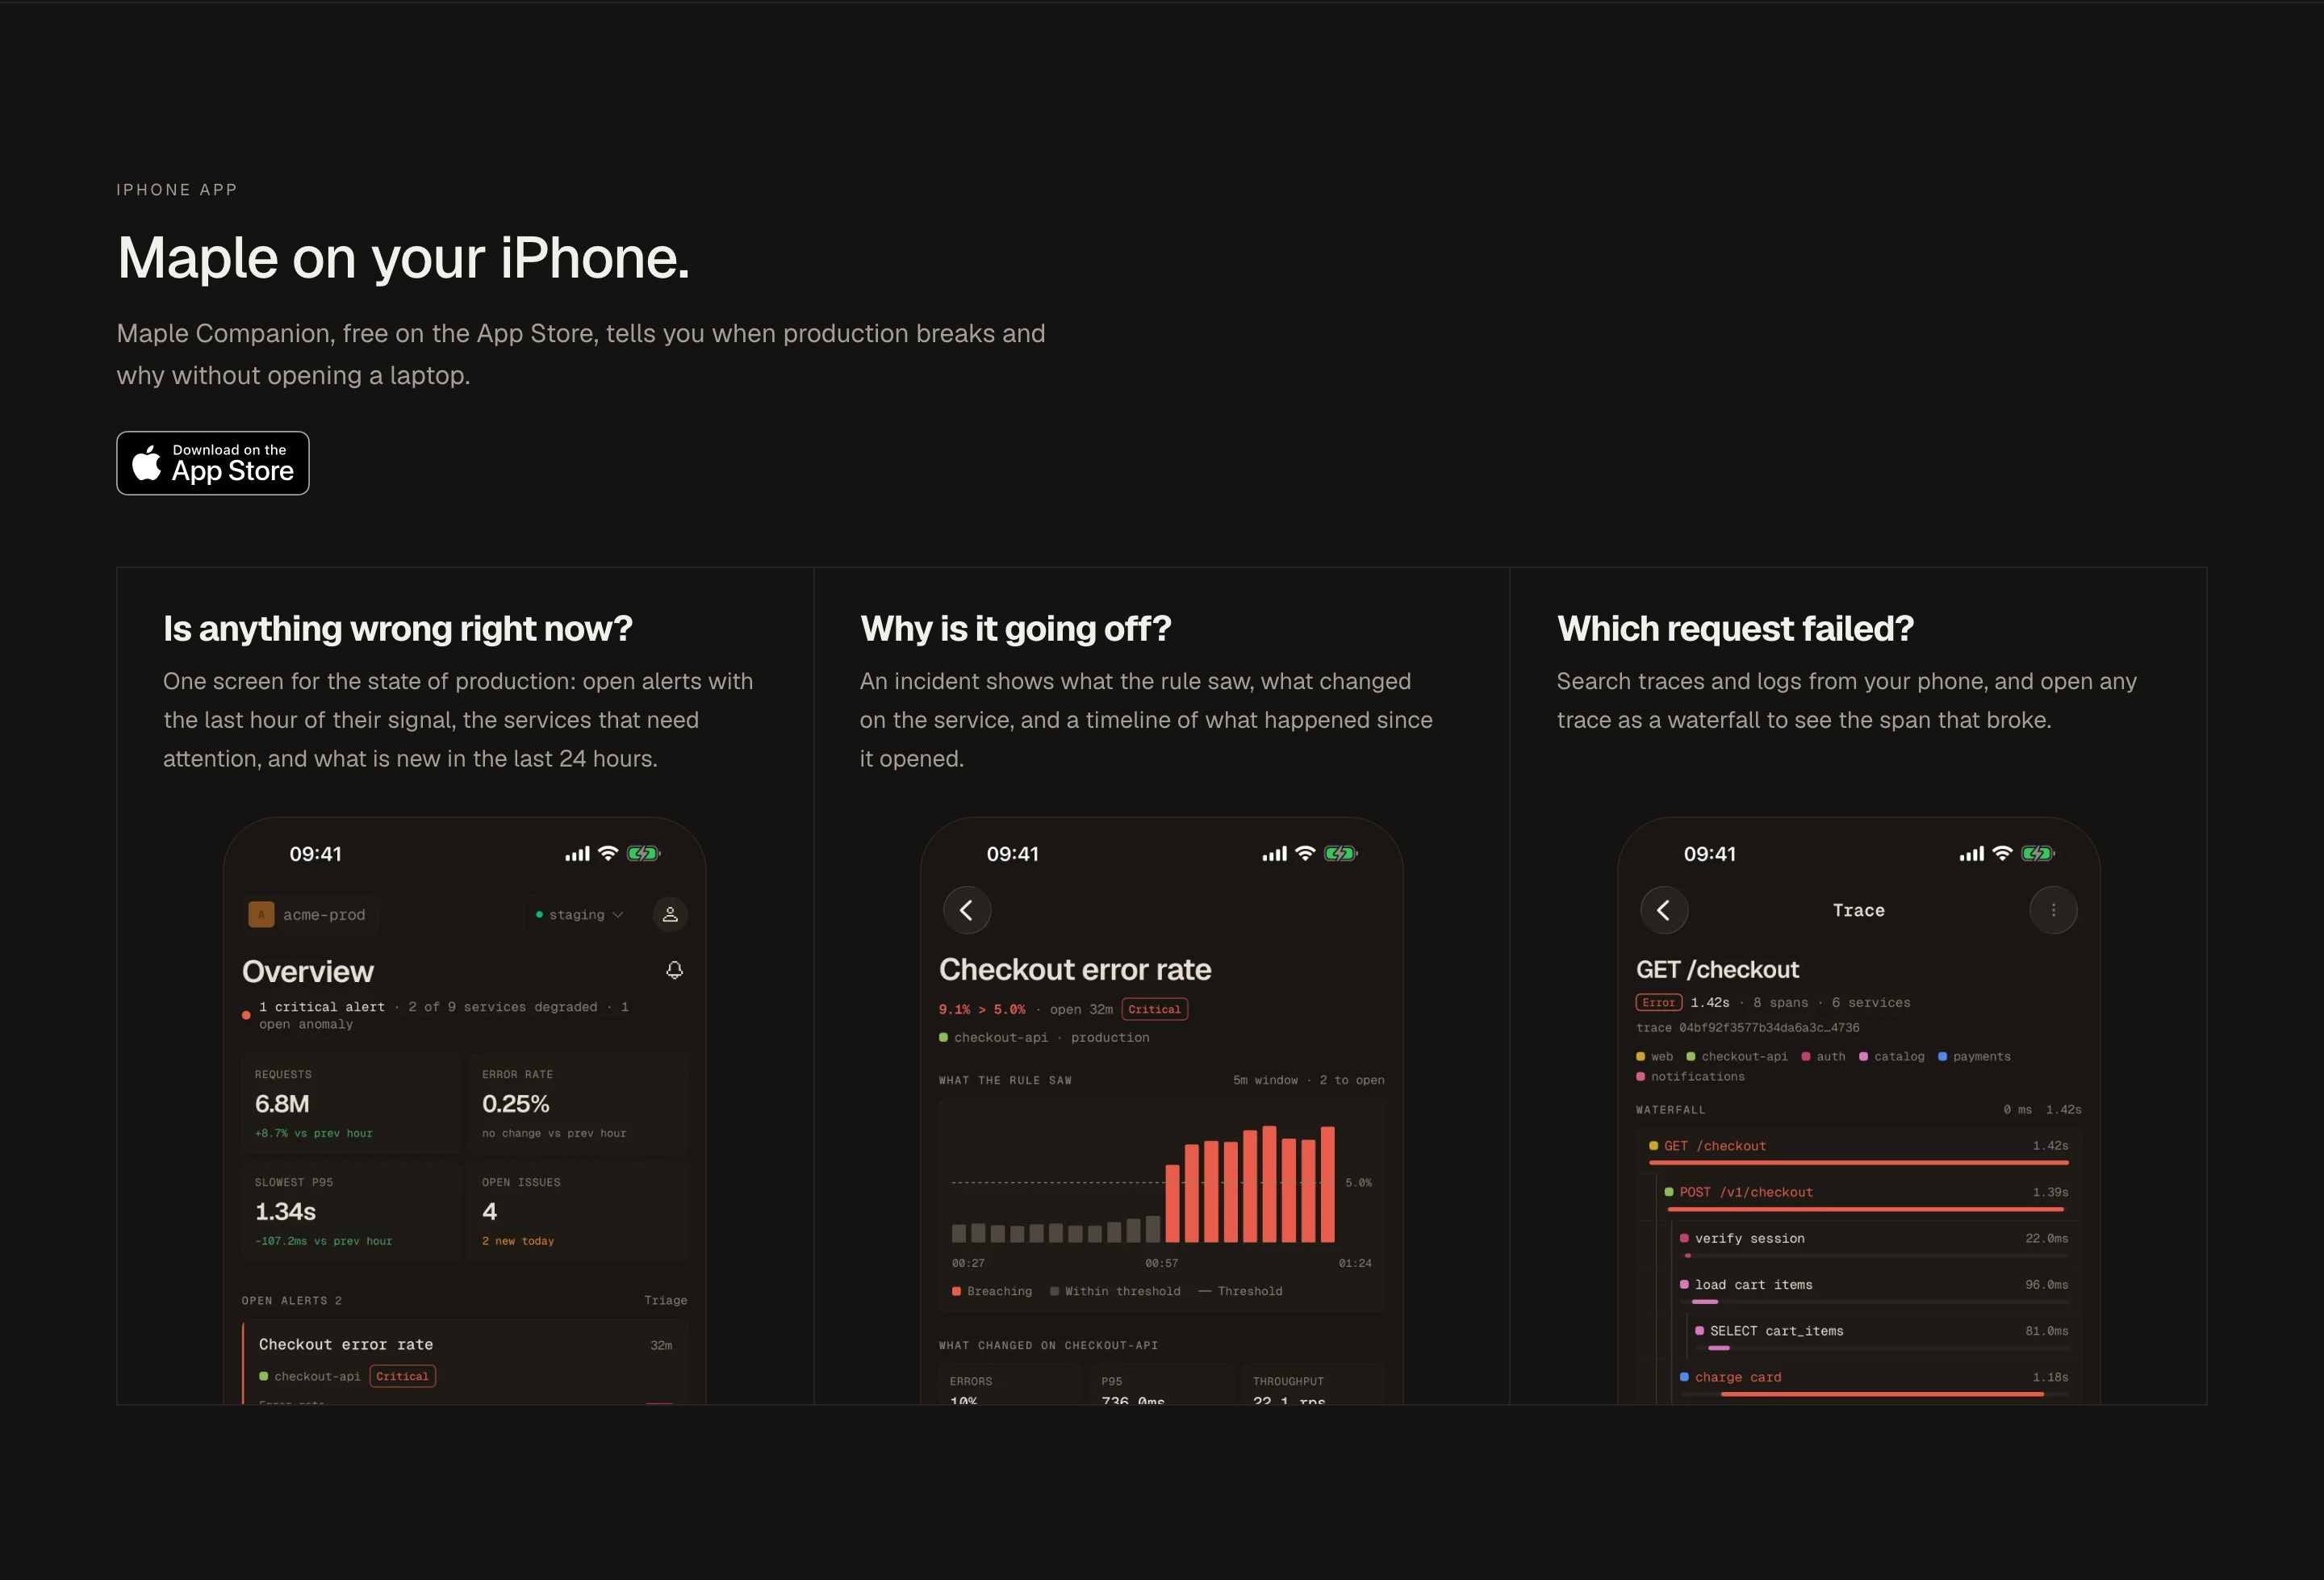 IPHONE APP
Maple on your iPhone.
Maple Companion, free on the App Store, tells you when production breaks and
why without opening a laptop.
Download on the
App Store
Is anything wrong right now?
One screen for the state of production: open alerts with
the last hour of their signal, the services that need
attention, and what is new in the last 24 hours.
09:41
A acme-prod
staging
Overview
1 critical alert · 2 of 9 services degraded · 1
open anomaly
REQUESTS
6.8M
+8.7% vs prev hour
ERROR RATE
0.25%
no change vs prev hour
SLOWEST P95
1.34s
−107.2ms vs prev hour
OPEN ISSUES
4
2 new today
OPEN ALERTS 2
Triage
Checkout error rate
32m
checkout-api Critical
Error rate
Why is it going off?
An incident shows what the rule saw, what changed
on the service, and a timeline of what happened since
it opened.
09:41
Checkout error rate
9.1% > 5.0% · open 32m Critical
checkout-api · production
WHAT THE RULE SAW
5m window · 2 to open
5.0%
00:27
00:57
01:24
Breaching
Within threshold
Threshold
WHAT CHANGED ON CHECKOUT-API
ERRORS
10%
P95
736.0ms
THROUGHPUT
22.1 rps
Which request failed?
Search traces and logs from your phone, and open any
trace as a waterfall to see the span that broke.
09:41
Trace
GET /checkout
Error 1.42s · 8 spans · 6 services
trace 04bf92f3577b34da6a3c…4736
web checkout-api auth catalog payments
notifications
WATERFALL
0 ms 1.42s
GET /checkout 1.42s
POST /v1/checkout 1.39s
verify session 22.0ms
load cart items 96.0ms
SELECT cart_items 81.0ms
charge card 1.18s